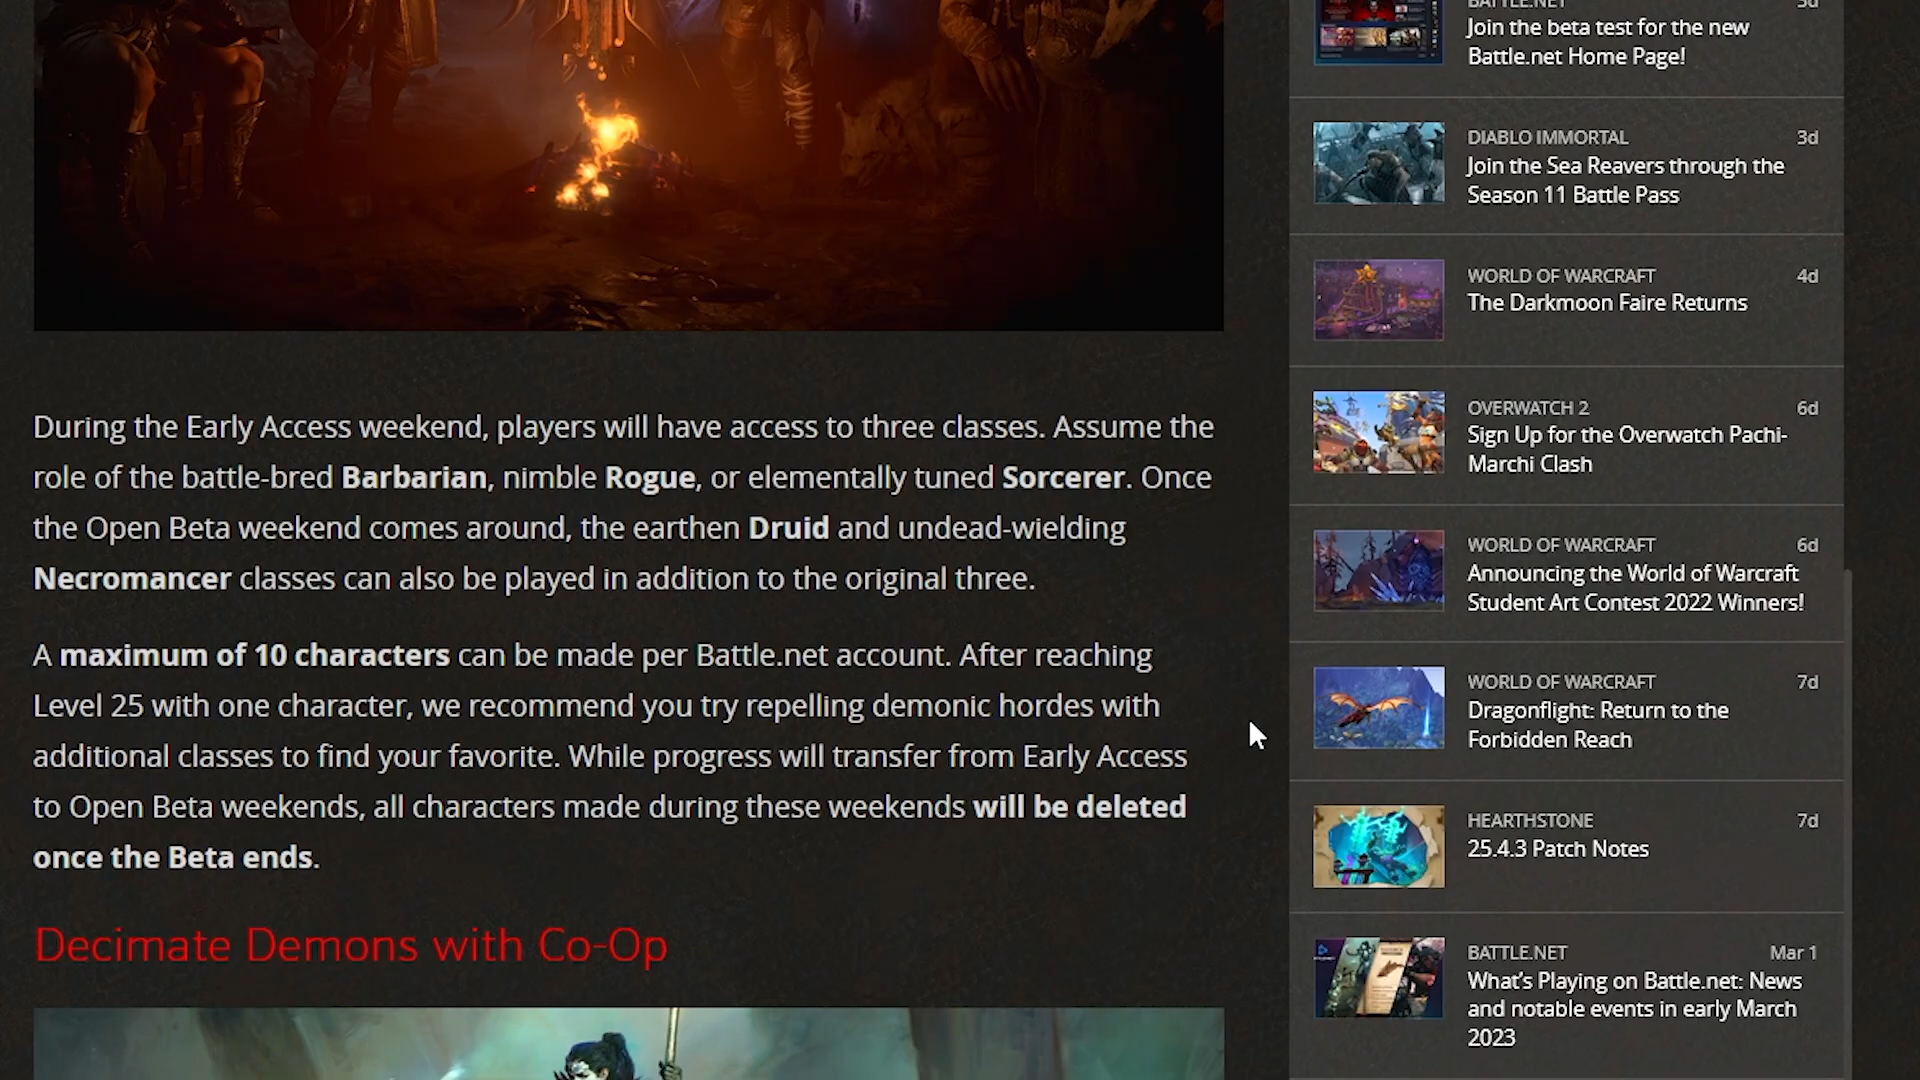 During the Early Access weekend, players will have access to three classes. Assume the
role of the battle-bred Barbarian, nimble Rogue, or elementally tuned Sorcerer. Once
the Open Beta weekend comes around, the earthen Druid and undead-wielding
Necromancer classes can also be played in addition to the original three.
A maximum of 10 characters can be made per Battle.net account. After reaching
Level 25 with one character, we recommend you try repelling demonic hordes with
additional classes to find your favorite. While progress will transfer from Early Access
to Open Beta weekends, all characters made during these weekends will be deleted
once the Beta ends.
Decimate Demons with Co-Op
BATTLE.NET 3d
Join the beta test for the new
Battle.net Home Page!
DIABLO IMMORTAL 3d
Join the Sea Reavers through the
Season 11 Battle Pass
WORLD OF WARCRAFT 4d
The Darkmoon Faire Returns
OVERWATCH 2 6d
Sign Up for the Overwatch Pachi-
Marchi Clash
WORLD OF WARCRAFT 6d
Announcing the World of Warcraft
Student Art Contest 2022 Winners!
WORLD OF WARCRAFT 7d
Dragonflight: Return to the
Forbidden Reach
HEARTHSTONE 7d
25.4.3 Patch Notes
BATTLE.NET Mar 1
What's Playing on Battle.net: News
and notable events in early March
2023